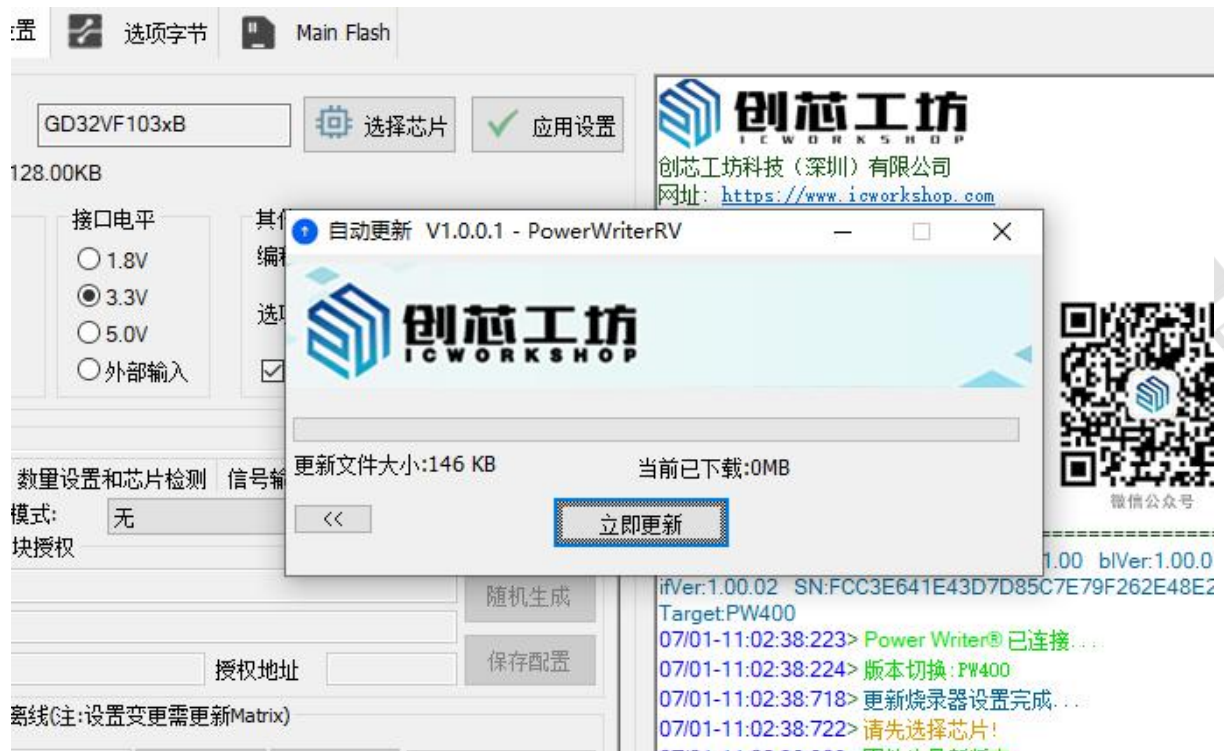 置 选项字节 Main Flash
GD32VF103xB 选择芯片 应用设置
128.00KB
接口电平
1.8V
3.3V
5.0V
外部输入
创芯工坊
ICWORKSHOP
创芯工坊科技（深圳）有限公司
网址: https://www.icworkshop.com
自动更新 V1.0.0.1 - PowerWriterRV
创芯工坊
ICWORKSHOP
更新文件大小:146 KB 当前已下载:0MB
<< 立即更新
微信公众号
数量设置和芯片检测 信号输
模式: 无
块授权
随机生成
授权地址 保存配置
离线(注:设置变更需更新Matrix)
1.00 blVer:1.00.0
ifVer:1.00.02 SN:FCC3E641E43D7D85C7E79F262E48E2
Target:PW400
07/01-11:02:38:223> Power Writer® 已连接...
07/01-11:02:38:224> 版本切换:PW400
07/01-11:02:38:718> 更新烧录器设置完成...
07/01-11:02:38:722> 请先选择芯片!